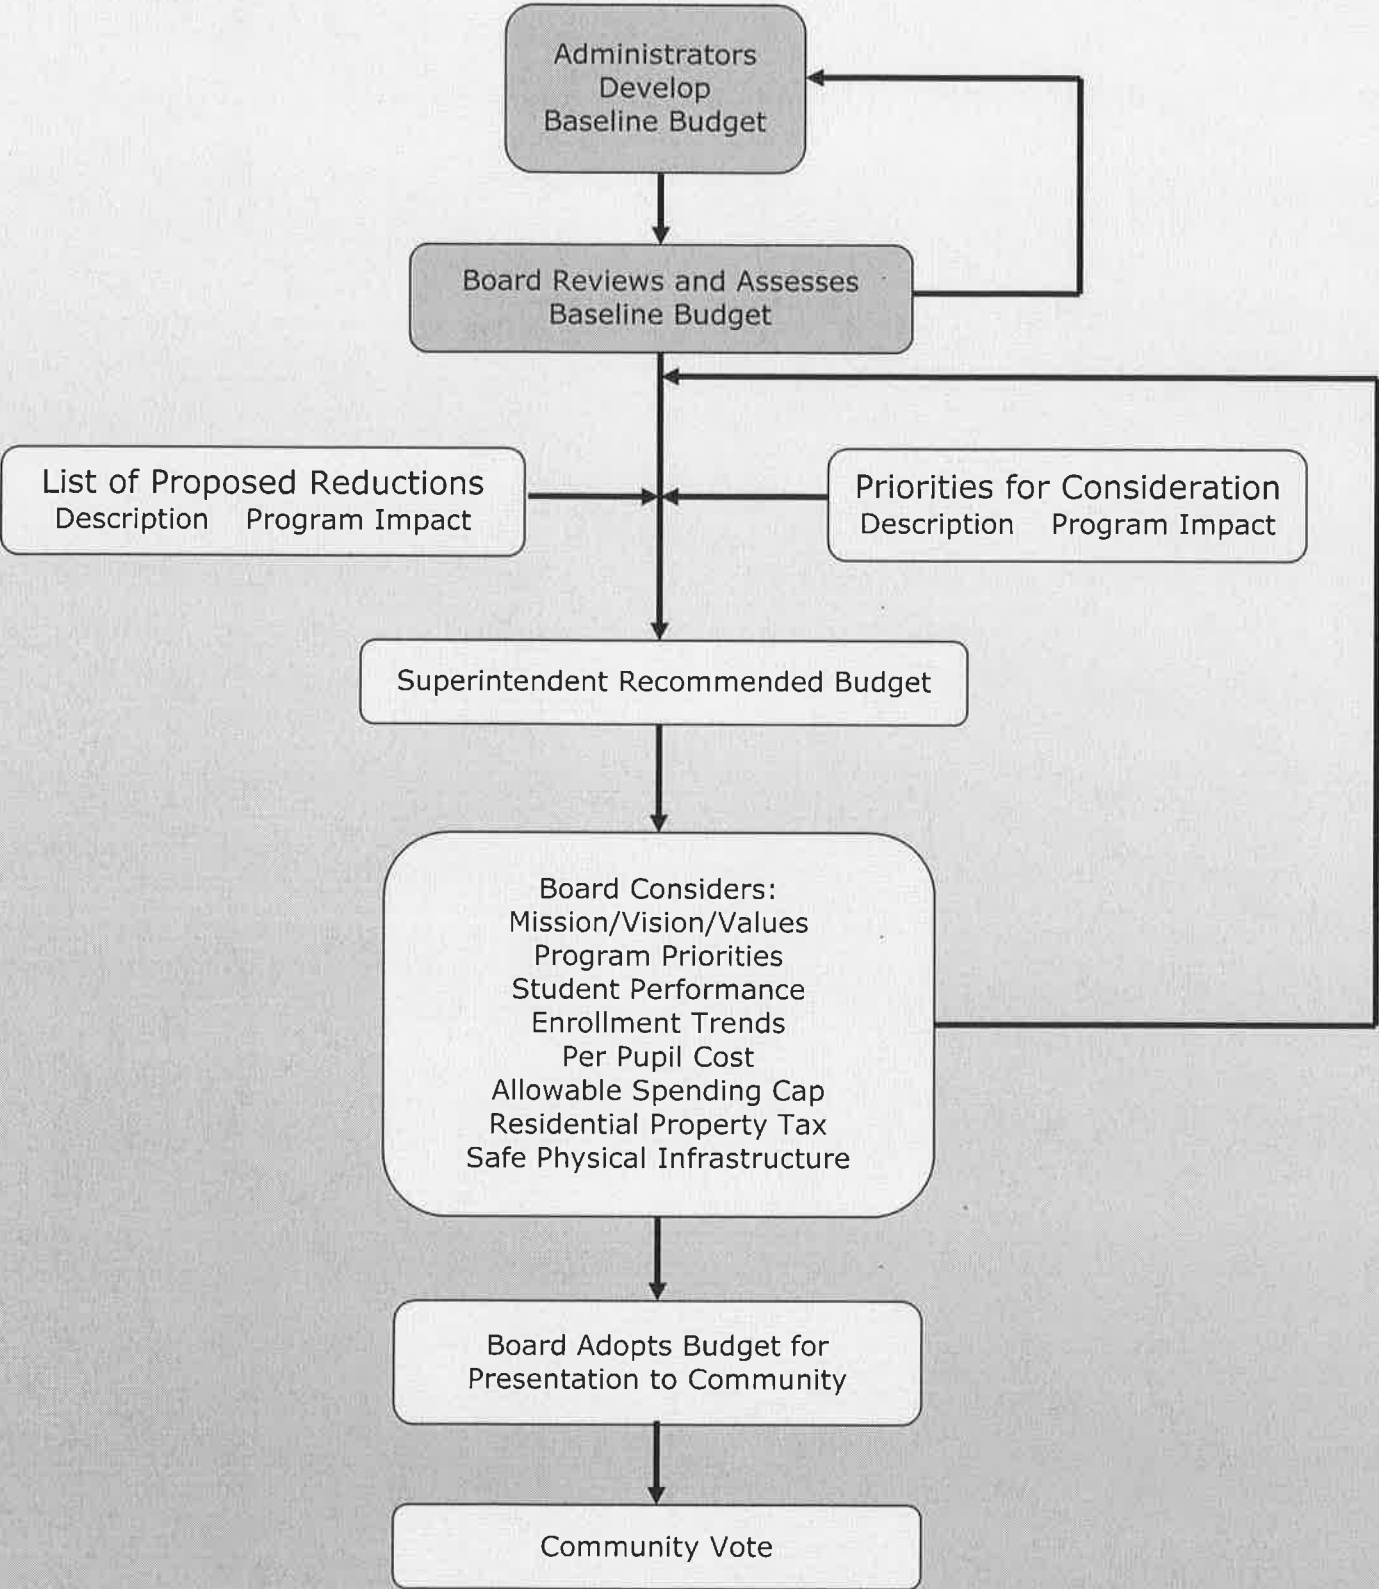 Administrators
Develop
Baseline Budget
Board Reviews and Assesses
Baseline Budget
List of Proposed Reductions
Description Program Impact
Priorities for Consideration
Description Program Impact
Superintendent Recommended Budget
Board Considers:
Mission/Vision/Values
Program Priorities
Student Performance
Enrollment Trends
Per Pupil Cost
Allowable Spending Cap
Residential Property Tax
Safe Physical Infrastructure
Board Adopts Budget for
Presentation to Community
Community Vote